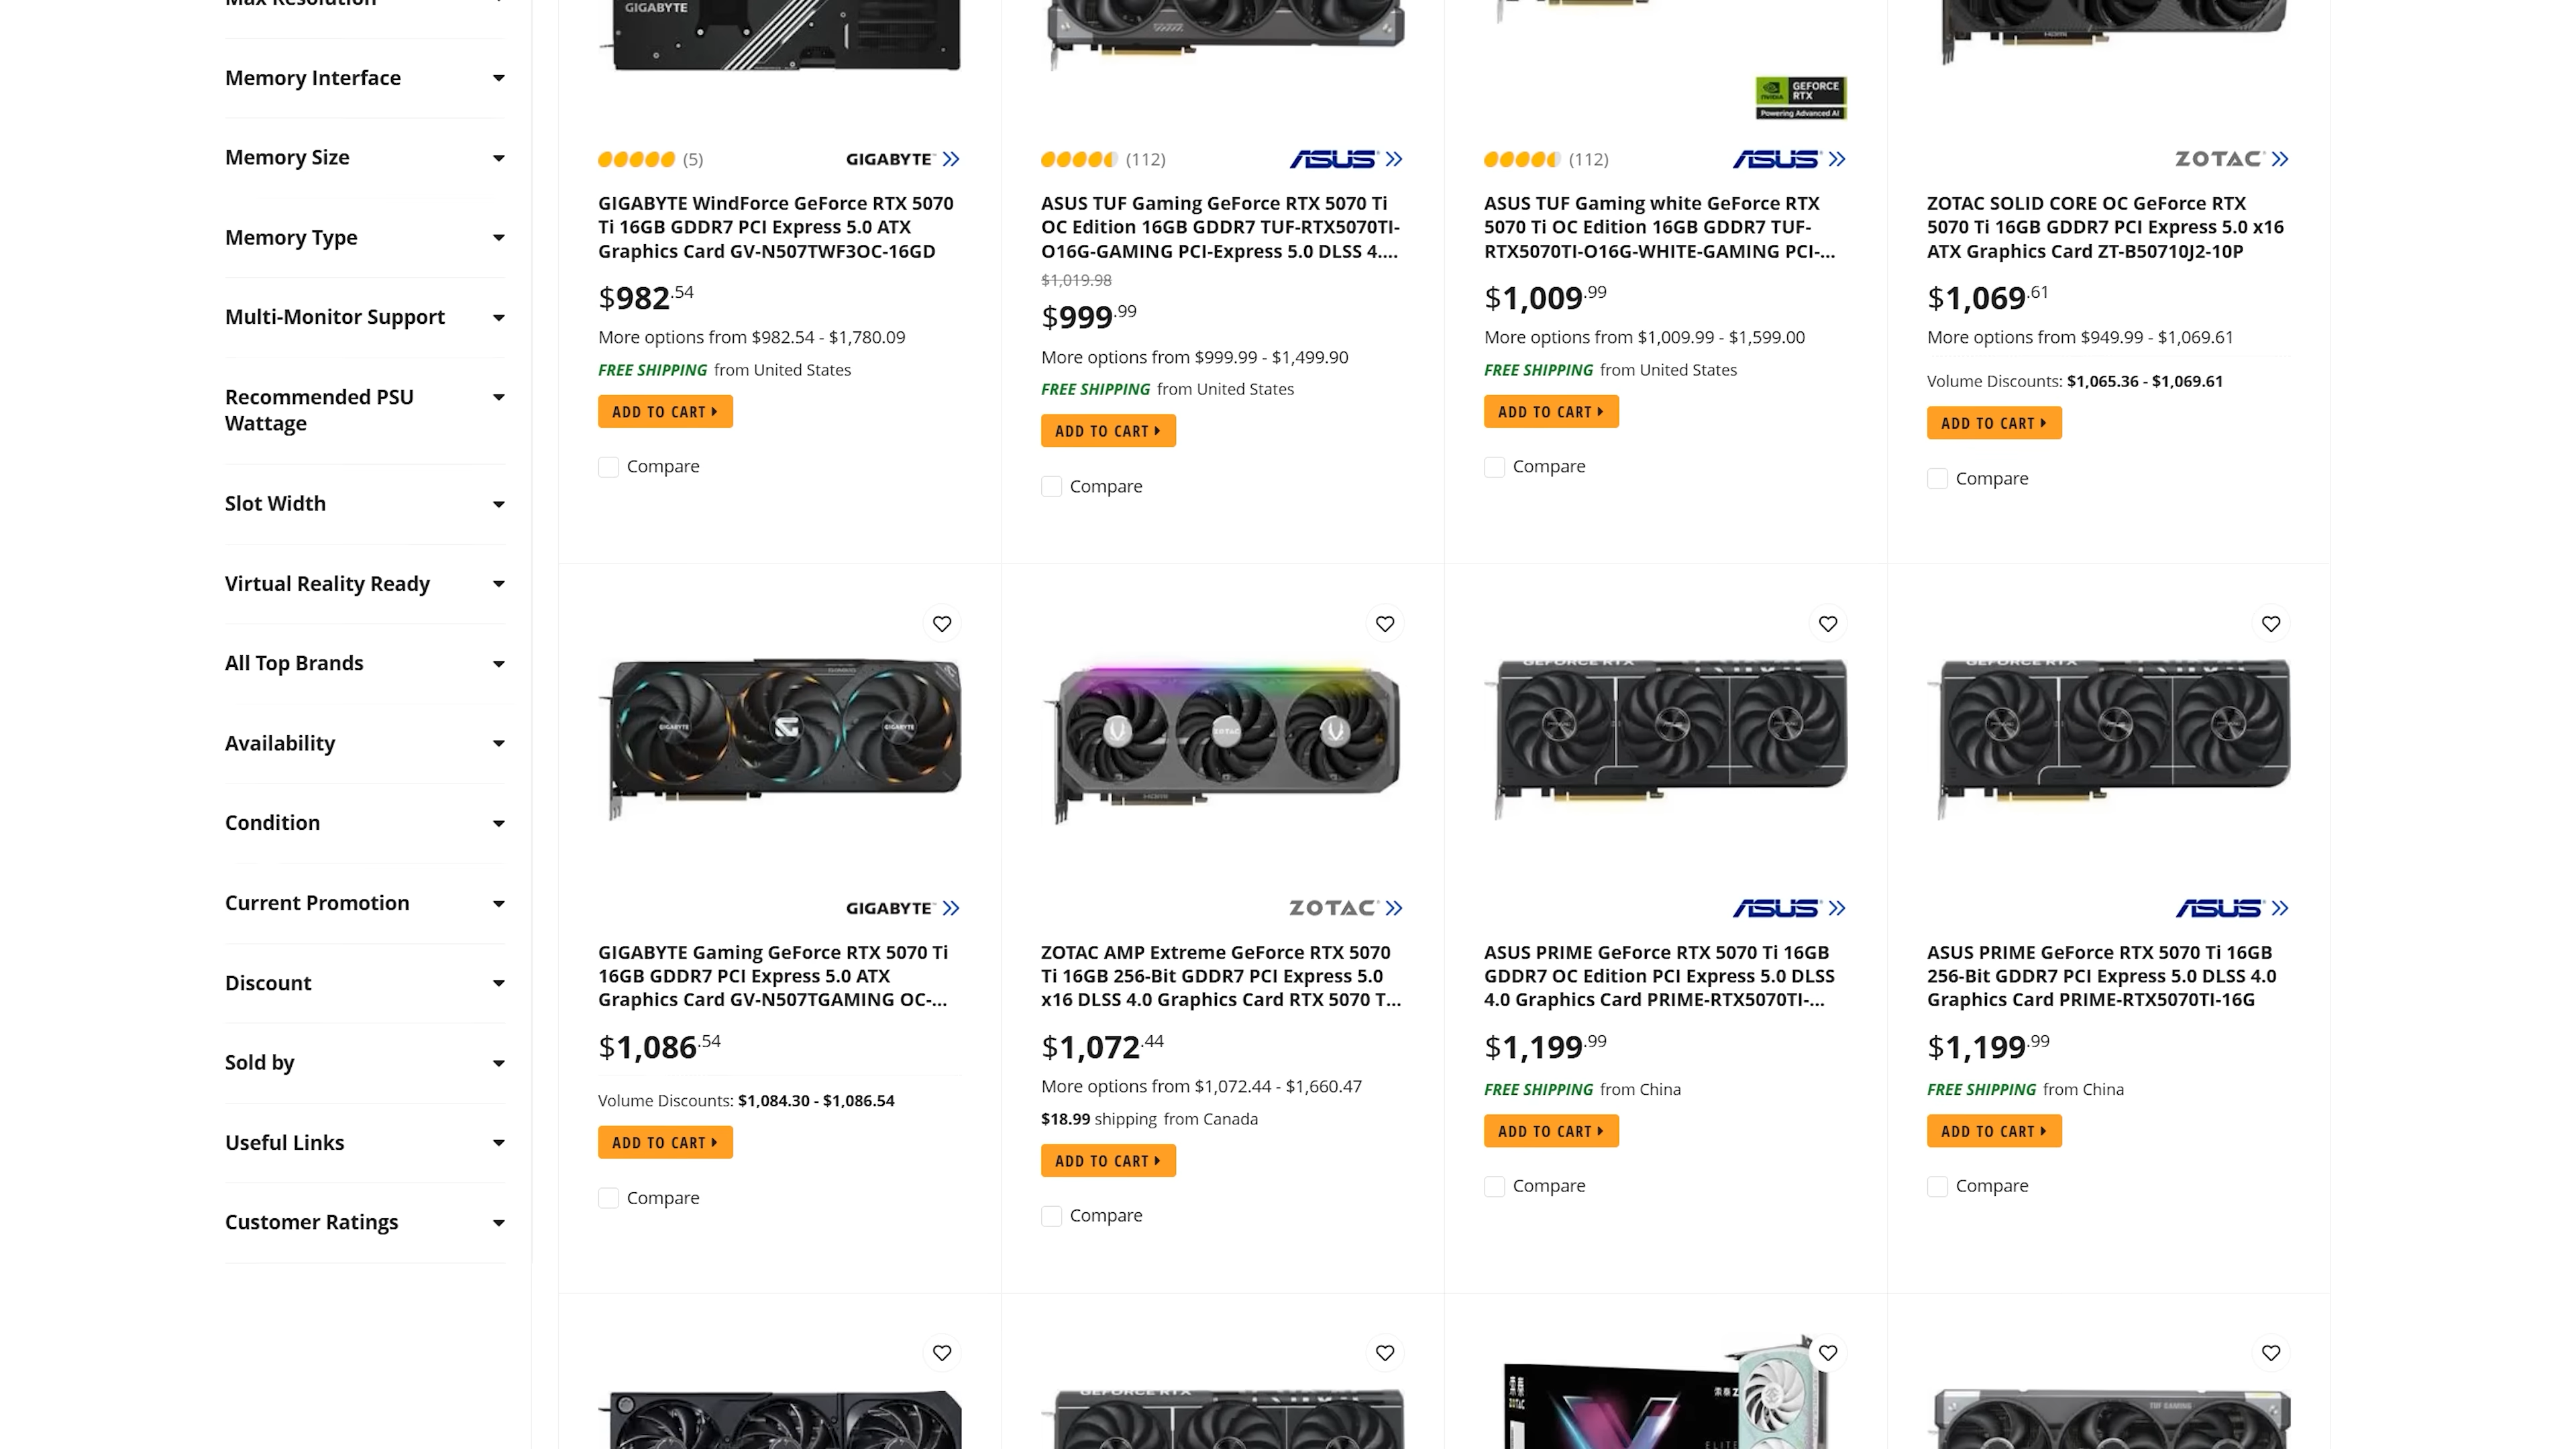 Max Resolution
Memory Interface
Memory Size
Memory Type
Multi-Monitor Support
Recommended PSU
Wattage
Slot Width
Virtual Reality Ready
All Top Brands
Availability
Condition
Current Promotion
Discount
Sold by
Useful Links
Customer Ratings
GIGABYTE
(5)
GIGABYTE
GIGABYTE WindForce GeForce RTX 5070
Ti 16GB GDDR7 PCI Express 5.0 ATX
Graphics Card GV-N507TWF3OC-16GD
$982.54
More options from $982.54 - $1,780.09
FREE SHIPPING from United States
ADD TO CART
Compare
(112)
ASUS
ASUS TUF Gaming GeForce RTX 5070 Ti
OC Edition 16GB GDDR7 TUF-RTX5070TI-
O16G-GAMING PCI-Express 5.0 DLSS 4....
$1,019.98
$999.99
More options from $999.99 - $1,499.90
FREE SHIPPING from United States
ADD TO CART
Compare
NVIDIA
GEFORCE
RTX
Powering Advanced AI
(112)
ASUS
ASUS TUF Gaming white GeForce RTX
5070 Ti OC Edition 16GB GDDR7 TUF-
RTX5070TI-O16G-WHITE-GAMING PCI-...
$1,009.99
More options from $1,009.99 - $1,599.00
FREE SHIPPING from United States
ADD TO CART
Compare
ZOTAC
ZOTAC SOLID CORE OC GeForce RTX
5070 Ti 16GB GDDR7 PCI Express 5.0 x16
ATX Graphics Card ZT-B50710J2-10P
$1,069.61
More options from $949.99 - $1,069.61
Volume Discounts: $1,065.36 - $1,069.61
ADD TO CART
Compare
GIGABYTE
GIGABYTE
GIGABYTE
GIGABYTE Gaming GeForce RTX 5070 Ti
16GB GDDR7 PCI Express 5.0 ATX
Graphics Card GV-N507TGAMING OC-...
$1,086.54
Volume Discounts: $1,084.30 - $1,086.54
ADD TO CART
Compare
ZOTAC
ZOTAC
ZOTAC AMP Extreme GeForce RTX 5070
Ti 16GB 256-Bit GDDR7 PCI Express 5.0
x16 DLSS 4.0 Graphics Card RTX 5070 T...
$1,072.44
More options from $1,072.44 - $1,660.47
$18.99 shipping from Canada
ADD TO CART
Compare
GEFORCE RTX
ASUS
ASUS PRIME GeForce RTX 5070 Ti 16GB
GDDR7 OC Edition PCI Express 5.0 DLSS
4.0 Graphics Card PRIME-RTX5070TI-...
$1,199.99
FREE SHIPPING from China
ADD TO CART
Compare
GEFORCE RTX
ASUS
ASUS PRIME GeForce RTX 5070 Ti 16GB
256-Bit GDDR7 PCI Express 5.0 DLSS 4.0
Graphics Card PRIME-RTX5070TI-16G
$1,199.99
FREE SHIPPING from China
ADD TO CART
Compare
GEFORCE RTX
ZOTAC
TUF GAMING